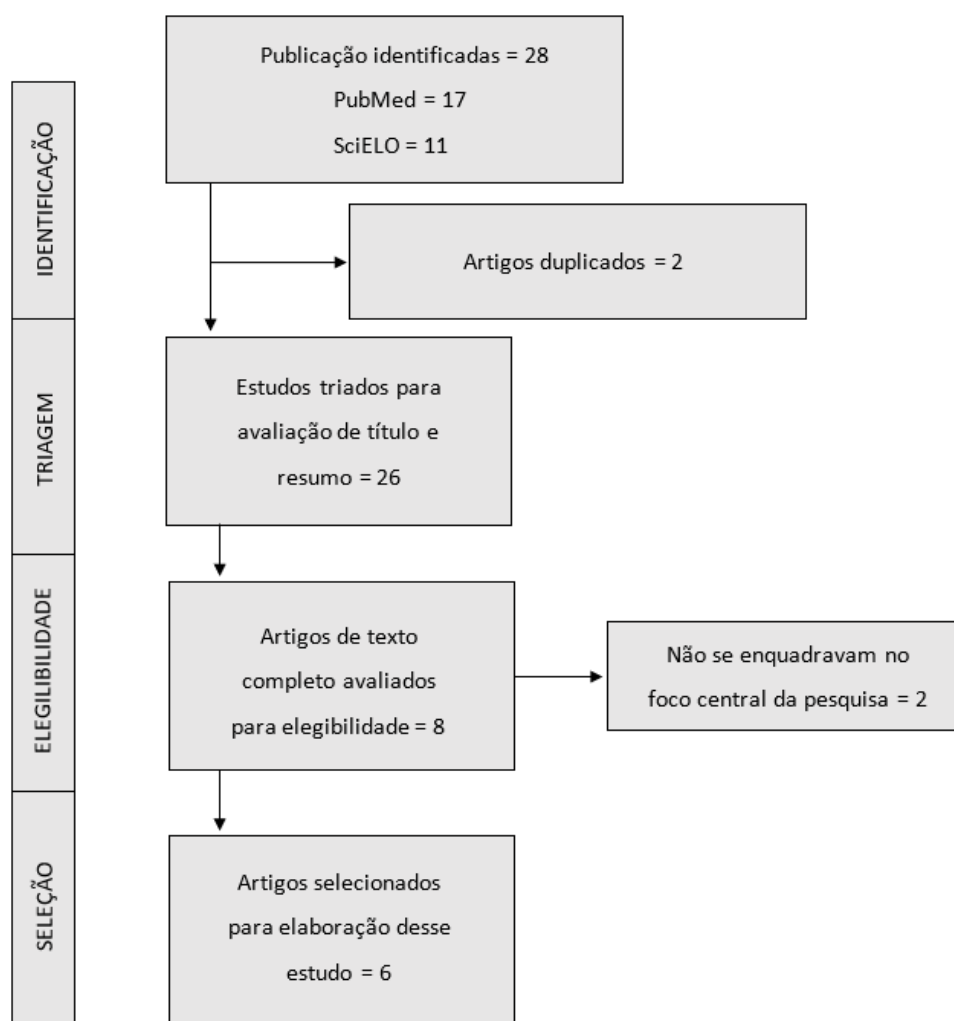 Publicação identificadas = 28
PubMed = 17
SciELO = 11
IDENTIFICAÇÃO
Artigos duplicados = 2
TRIAGEM
Estudos triados para
avaliação de título e
resumo = 26
ELEGILIBILIDADE
Artigos de texto
completo avaliados
para elegibilidade = 8
Não se enquadravam no
foco central da pesquisa = 2
SELEÇÃO
Artigos selecionados
para elaboração desse
estudo = 6